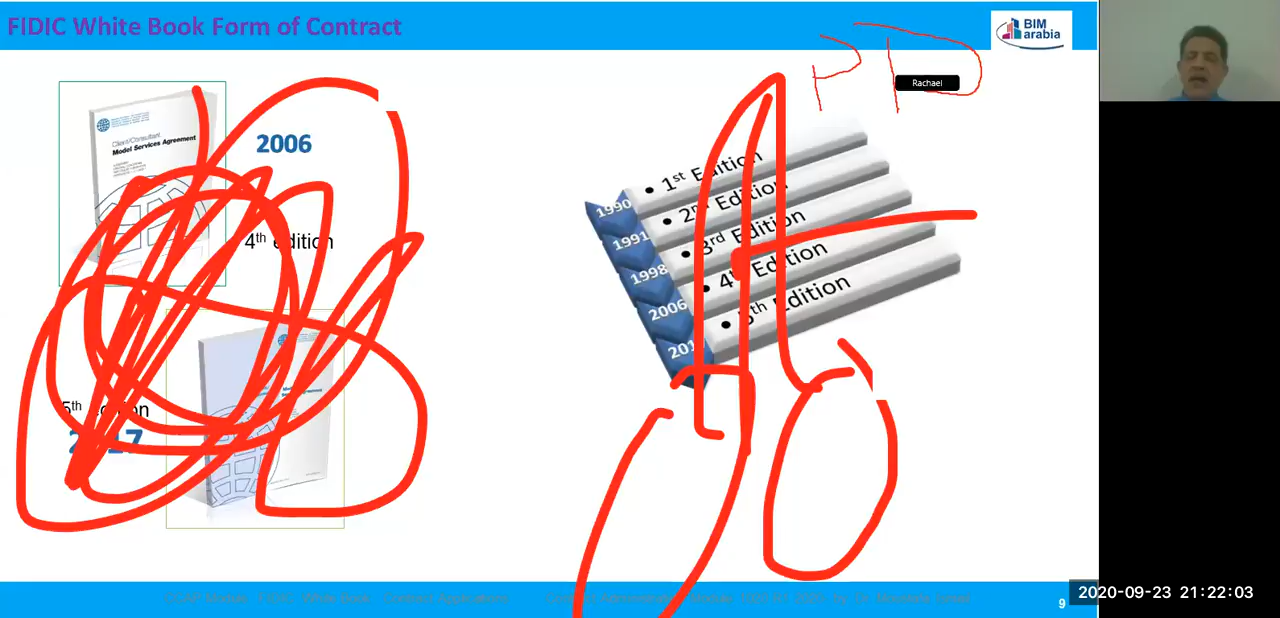 FIDIC White Book Form of Contract
BIM
arabia
Rachael
Client/Consultant
Model Services Agreement
2006
4th edition
5th edition
1990
1st Edition
1991
2nd Edition
1998
3rd Edition
2006
4th Edition
5th Edition
9
2020-09-23 21:22:03